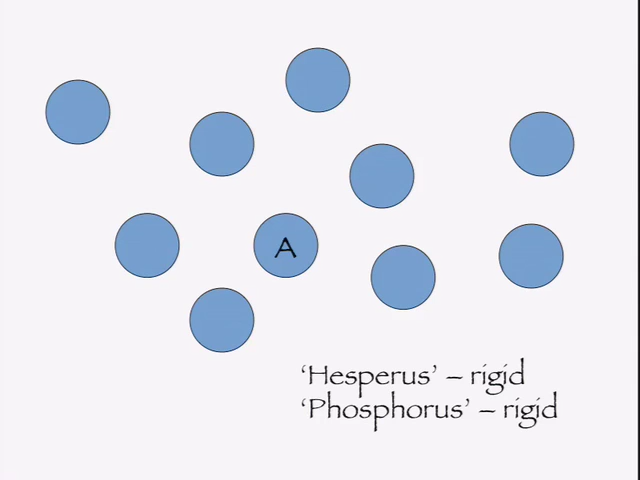 A
‘Hesperus’ – rigid
‘Phosphorus’ – rigid